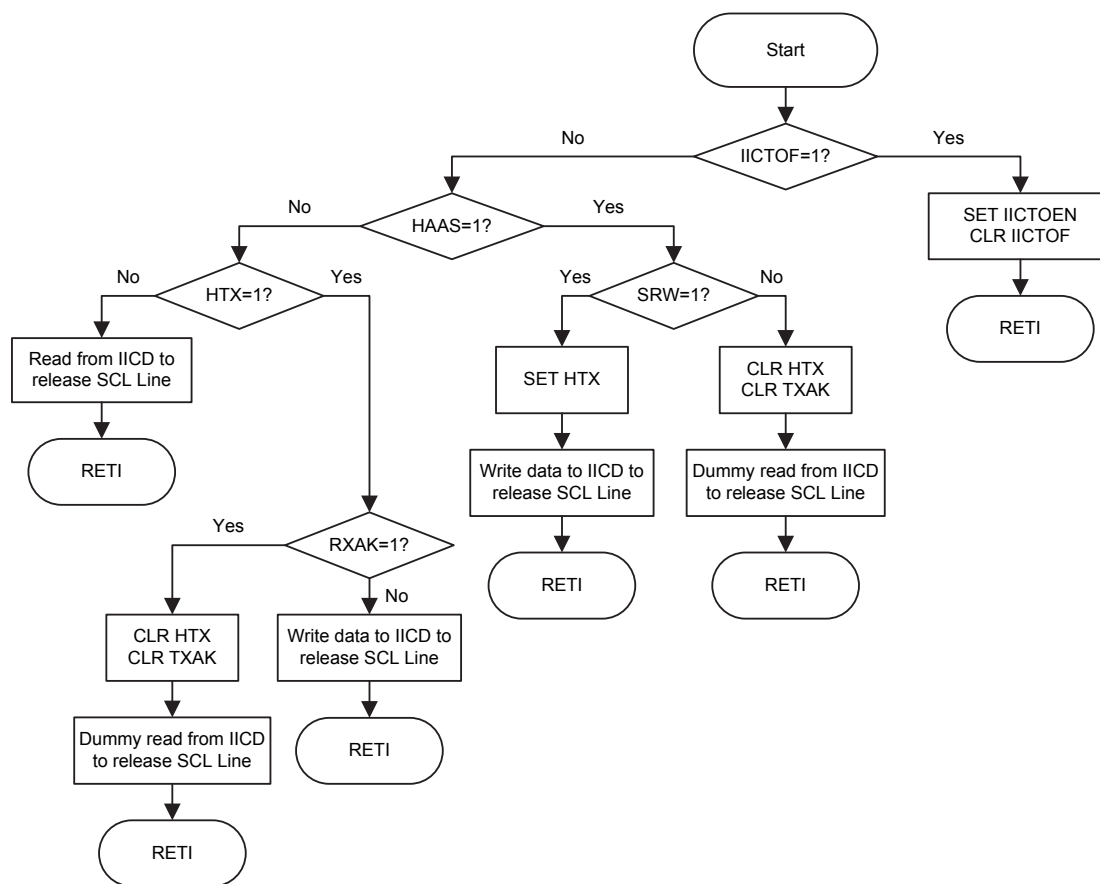 Start
No
Yes
IICTOF=1?
No
Yes
HAAS=1?
SET IICTOEN
CLR IICTOF
No
Yes
Yes
No
HTX=1?
SRW=1?
RETI
Read from IICD to
release SCL Line
SET HTX
CLR HTX
CLR TXAK
RETI
Write data to IICD to
release SCL Line
Dummy read from IICD
to release SCL Line
Yes
RXAK=1?
RETI
RETI
No
CLR HTX
CLR TXAK
Write data to IICD to
release SCL Line
Dummy read from IICD
to release SCL Line
RETI
RETI